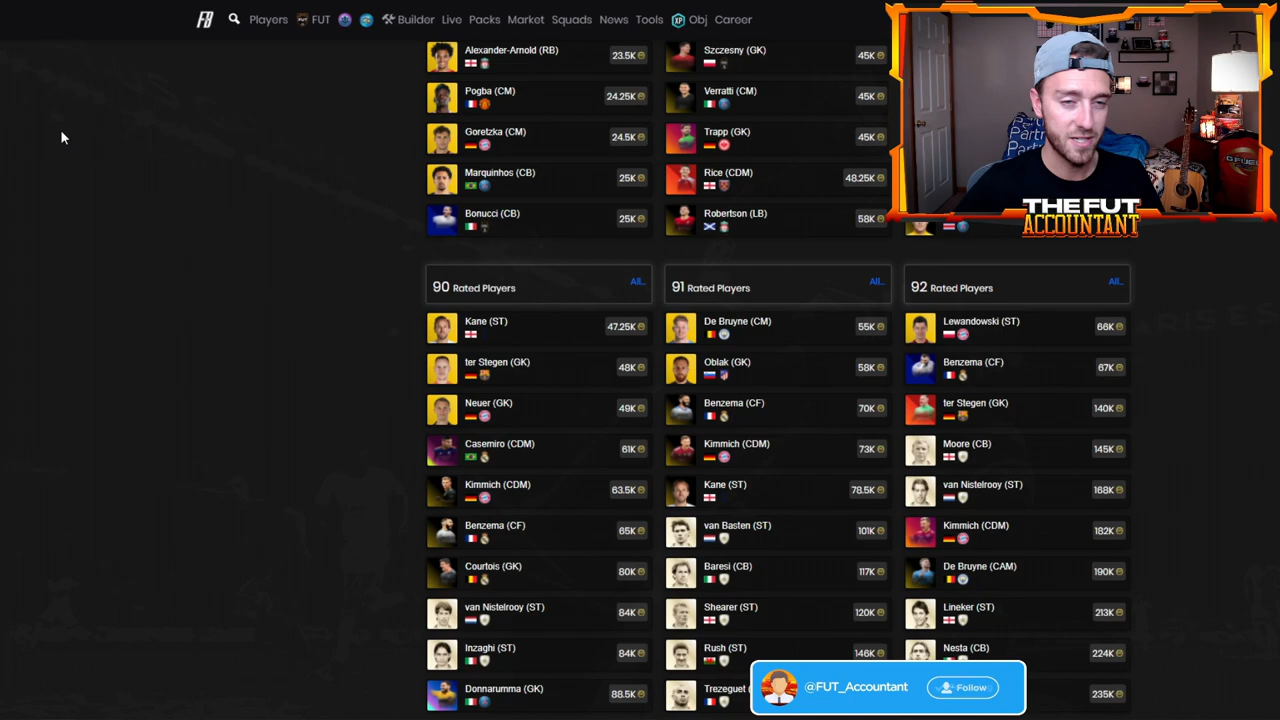 FB Players FUT Builder Live Packs Market Squads News Tools XP Obj Career
Alexander-Arnold (RB) 23.5K
Pogba (CM) 24.25K
Goretzka (CM) 24.5K
Marquinhos (CB) 25K
Bonucci (CB) 25K
Szczesny (GK) 45K
Verratti (CM) 45K
Trapp (GK) 45K
Rice (CDM) 48.25K
Robertson (LB) 58K
THE FUT
ACCOUNTANT
90 Rated Players All..
Kane (ST) 47.25K
ter Stegen (GK) 48K
Neuer (GK) 49K
Casemiro (CDM) 61K
Kimmich (CDM) 63.5K
Benzema (CF) 65K
Courtois (GK) 80K
van Nistelrooy (ST) 84K
Inzaghi (ST) 84K
Donnarumma (GK) 88.5K
91 Rated Players All..
De Bruyne (CM) 55K
Oblak (GK) 58K
Benzema (CF) 70K
Kimmich (CDM) 73K
Kane (ST) 78.5K
van Basten (ST) 101K
Baresi (CB) 117K
Shearer (ST) 120K
Rush (ST) 146K
Trezeguet
92 Rated Players All..
Lewandowski (ST) 66K
Benzema (CF) 67K
ter Stegen (GK) 140K
Moore (CB) 145K
van Nistelrooy (ST) 168K
Kimmich (CDM) 182K
De Bruyne (CAM) 190K
Lineker (ST) 213K
Nesta (CB) 224K
235K
@FUT_Accountant Follow